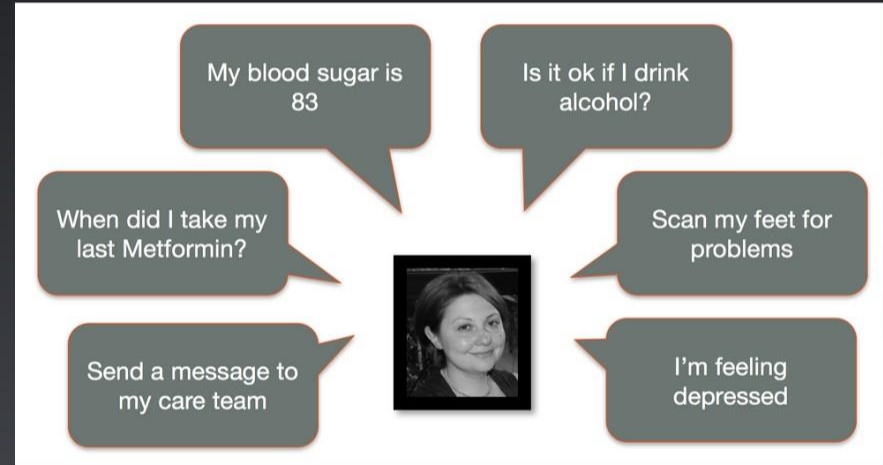 My blood sugar is
83
Is it ok if I drink
alcohol?
When did I take my
last Metformin?
Scan my feet for
problems
Send a message to
my care team
I’m feeling
depressed